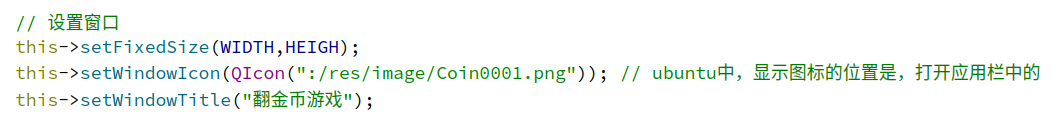 // 设置窗口
this->setFixedSize(WIDTH,HEIGH);
this->setWindowIcon(QIcon(":/res/image/Coin0001.png")); // ubuntu中，显示图标的位置是，打开应用栏中的
this->setWindowTitle("翻金币游戏");